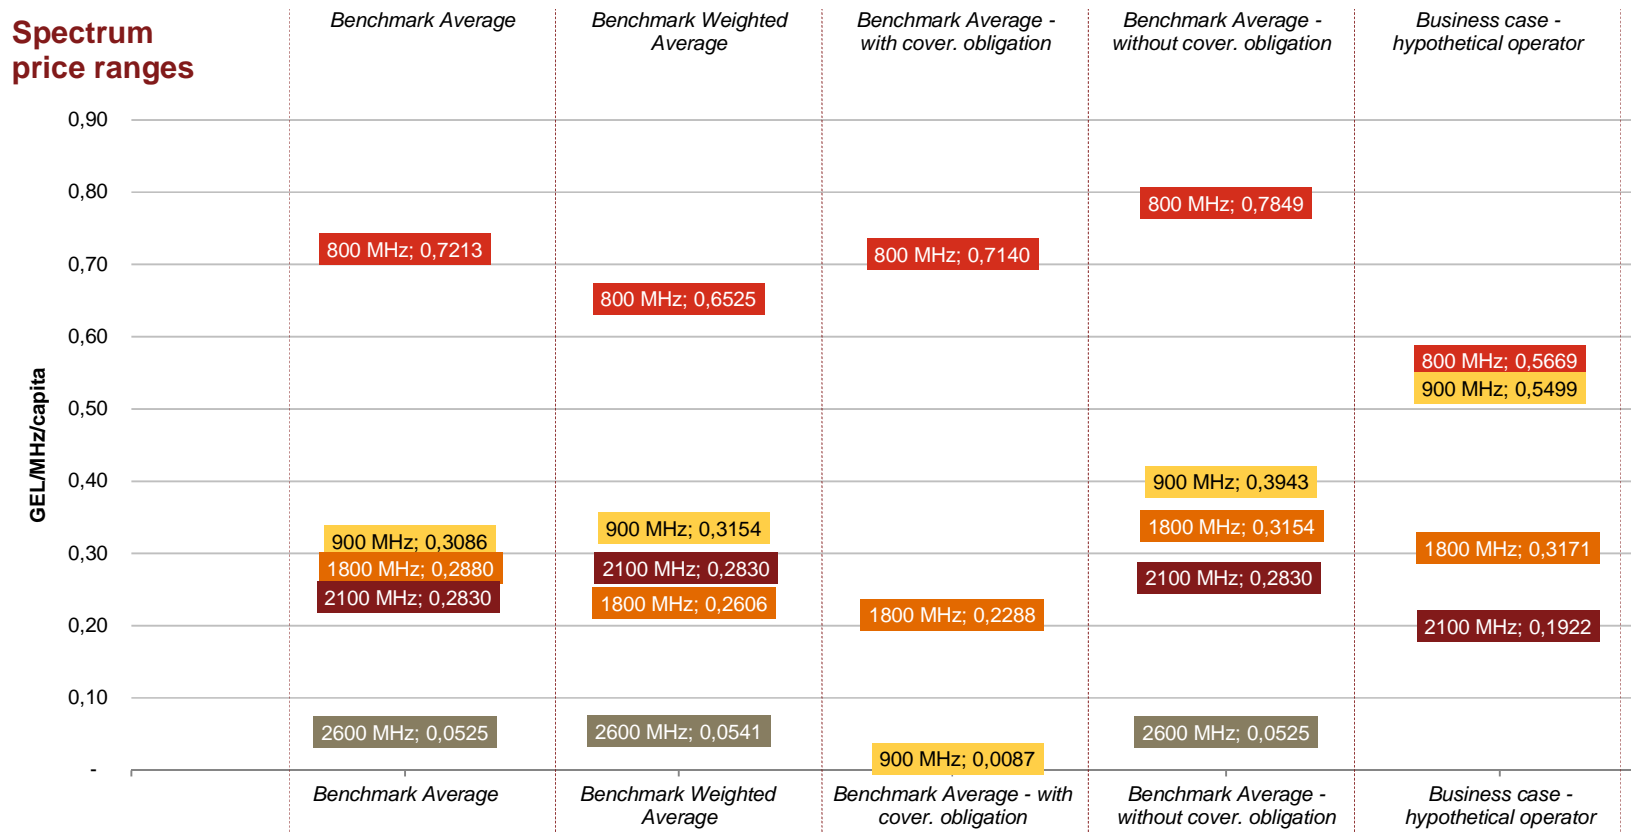 Spectrum
price ranges
Benchmark Average
Benchmark Weighted
Average
Benchmark Average -
with cover. obligation
Benchmark Average -
without cover. obligation
Business case -
hypothetical operator
GEL/MHz/capita
0,90
0,80
0,70
0,60
0,50
0,40
0,30
0,20
0,10
-
800 MHz; 0,7213
900 MHz; 0,3086
1800 MHz; 0,2880
2100 MHz; 0,2830
2600 MHz; 0,0525
800 MHz; 0,6525
900 MHz; 0,3154
2100 MHz; 0,2830
1800 MHz; 0,2606
2600 MHz; 0,0541
800 MHz; 0,7140
1800 MHz; 0,2288
900 MHz; 0,0087
800 MHz; 0,7849
900 MHz; 0,3943
1800 MHz; 0,3154
2100 MHz; 0,2830
2600 MHz; 0,0525
800 MHz; 0,5669
900 MHz; 0,5499
1800 MHz; 0,3171
2100 MHz; 0,1922
Benchmark Average
Benchmark Weighted
Average
Benchmark Average - with
cover. obligation
Benchmark Average -
without cover. obligation
Business case -
hypothetical operator